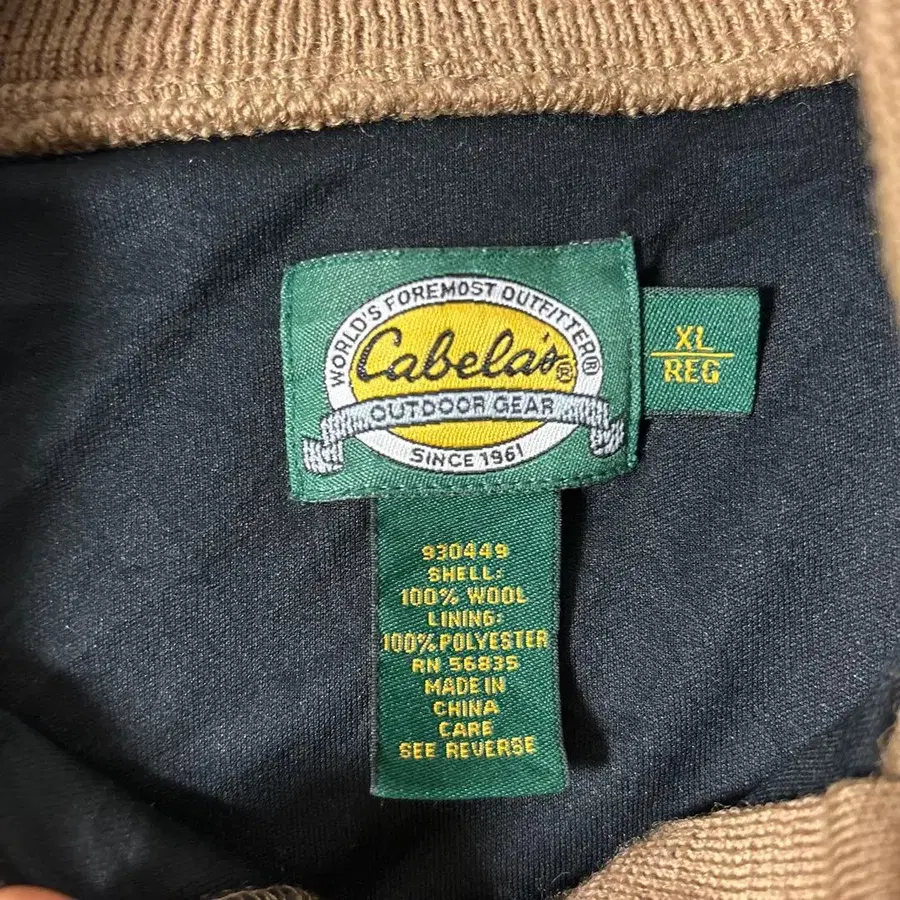 WORLD'S FOREMOST OUTFITTER®
Cabela's®
OUTDOOR GEAR
SINCE 1961
XL
REG
930449
SHELL:
100% WOOL
LINING:
100% POLYESTER
RN 56835
MADE IN
CHINA
CARE
SEE REVERSE